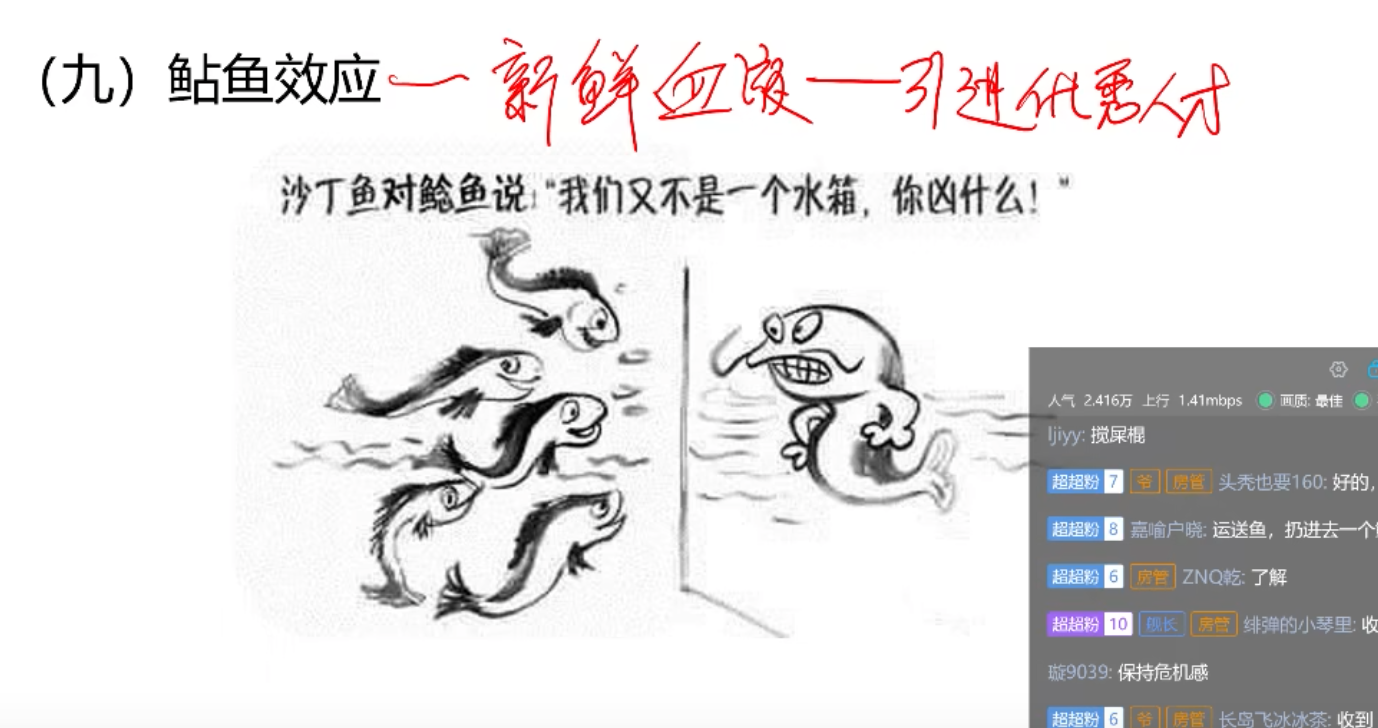 （九）鲇鱼效应 — 新鲜血液 — 引进优秀人才
沙丁鱼对鲶鱼说：“我们又不是一个水箱，你凶什么！”
人气 2.416万 上行 1.41mbps 画质: 最佳
ljiyy: 搅屎棍
超超粉 7 爷 房管 头秃也要160: 好的,
超超粉 8 嘉喻户晓: 运送鱼，扔进去一个
超超粉 6 房管 ZNQ乾: 了解
超超粉 10 舰长 房管 绯弹的小琴里: 收
璇9039: 保持危机感
超超粉 6 爷 房管 长岛飞冰冰茶: 收到